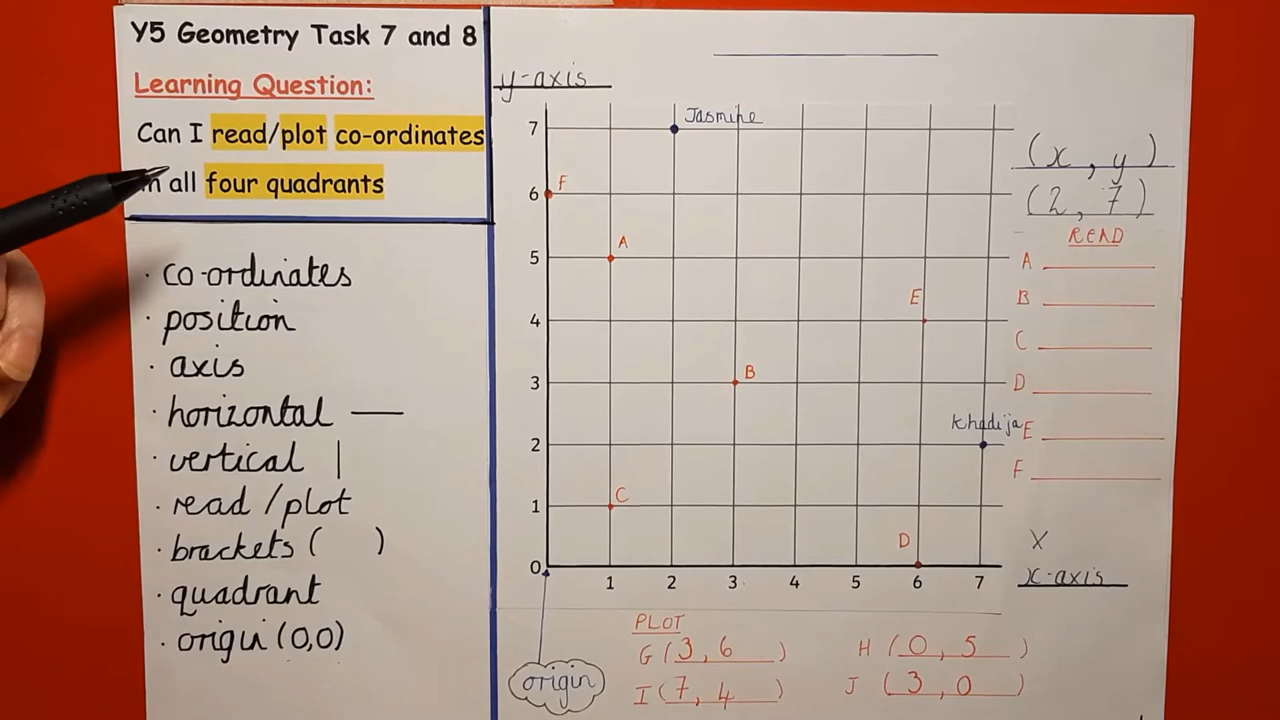 Y5 Geometry Task 7 and 8
Learning Question:
Can I read/plot co-ordinates
in all four quadrants
· co-ordinates
· position
· axis
· horizontal —
· vertical |
· read / plot
· brackets ( )
· quadrant
· origin (0,0)
y-axis
Jasmine
7
F
6
A
5
E
4
B
3
Khadija
2
C
1
D
0
1 2 3 4 5 6 7
origin
(x, y)
(2, 7)
READ
A
B
C
D
E
F
X
x-axis
PLOT
G (3, 6) H (0, 5)
I (7, 4) J (3, 0)